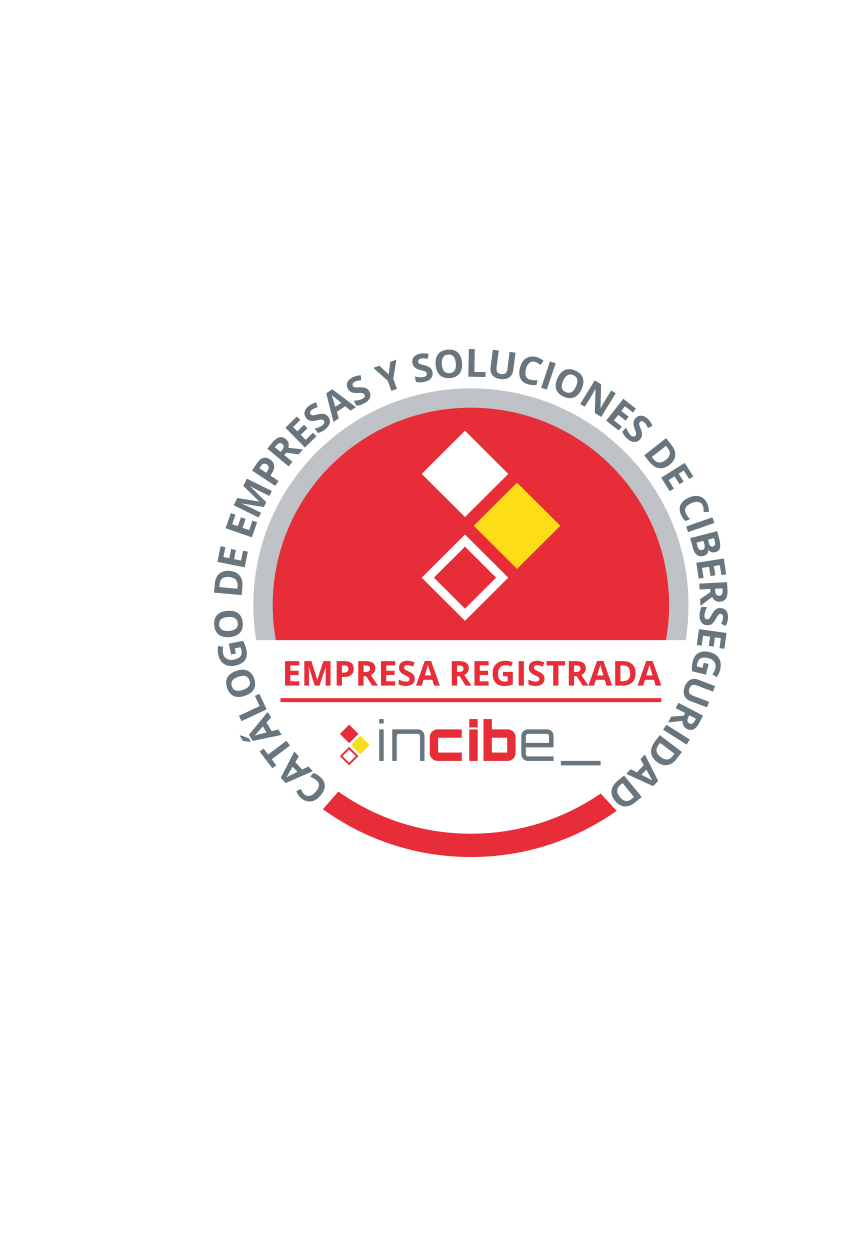 CATÁLOGO DE EMPRESAS Y SOLUCIONES DE CIBERSEGURIDAD
EMPRESA REGISTRADA
incibe_